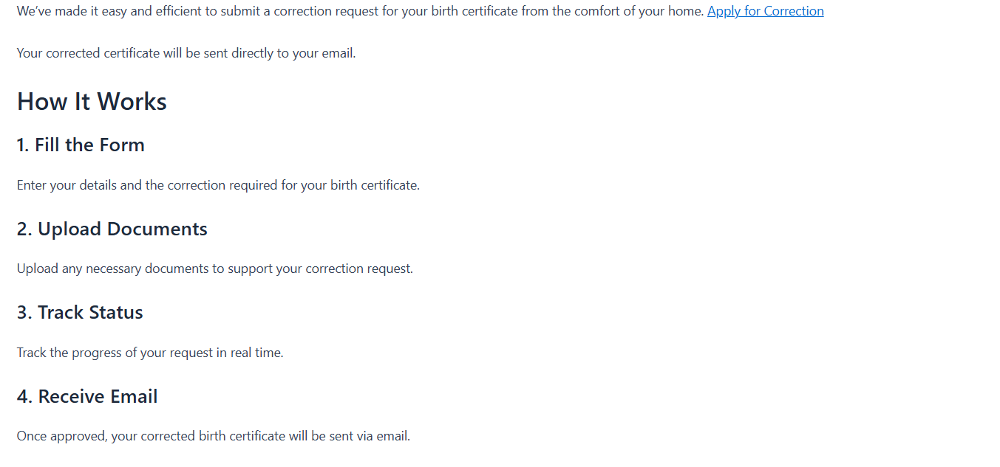 We’ve made it easy and efficient to submit a correction request for your birth certificate from the comfort of your home. Apply for Correction
Your corrected certificate will be sent directly to your email.
How It Works
1. Fill the Form
Enter your details and the correction required for your birth certificate.
2. Upload Documents
Upload any necessary documents to support your correction request.
3. Track Status
Track the progress of your request in real time.
4. Receive Email
Once approved, your corrected birth certificate will be sent via email.